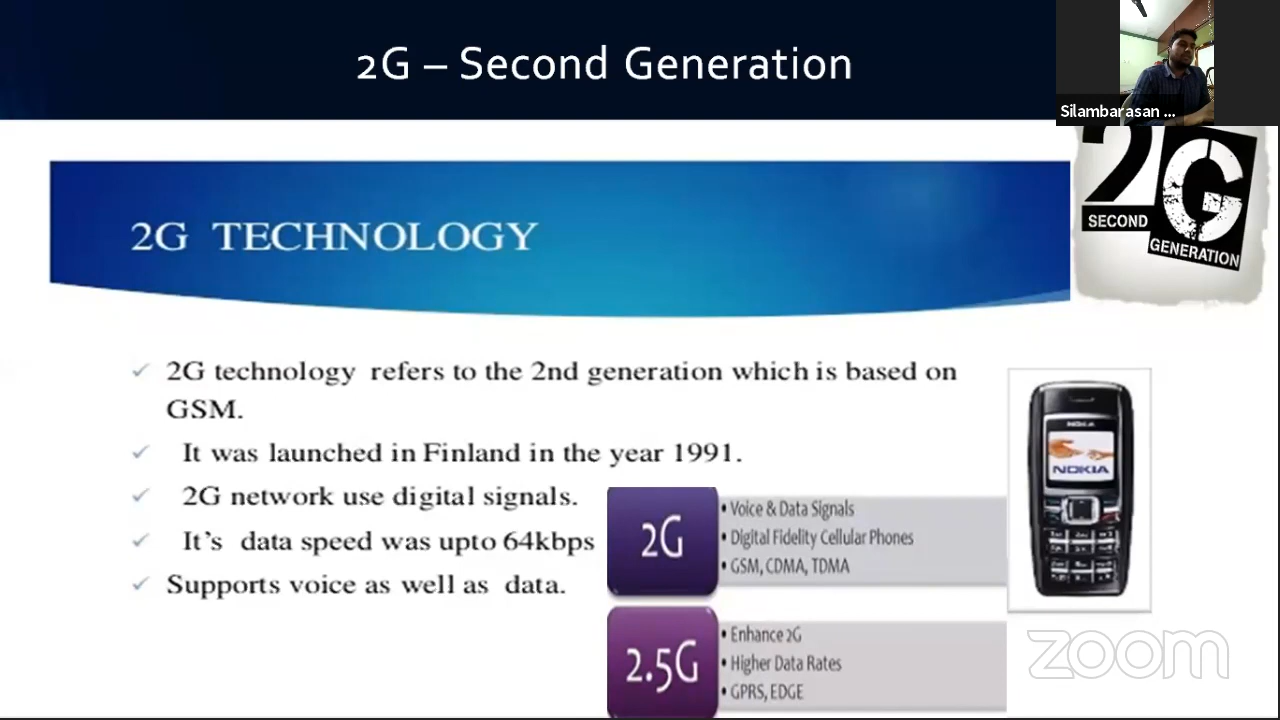 2G – Second Generation
Silambarasan ...
2G
SECOND
GENERATION
2G TECHNOLOGY
2G technology refers to the 2nd generation which is based on
GSM.
It was launched in Finland in the year 1991.
2G network use digital signals.
It's data speed was upto 64kbps
Supports voice as well as data.
2G
• Voice & Data Signals
• Digital Fidelity Cellular Phones
• GSM, CDMA, TDMA
2.5G
• Enhance 2G
• Higher Data Rates
• GPRS, EDGE
NOKIA
NOKIA
zoom